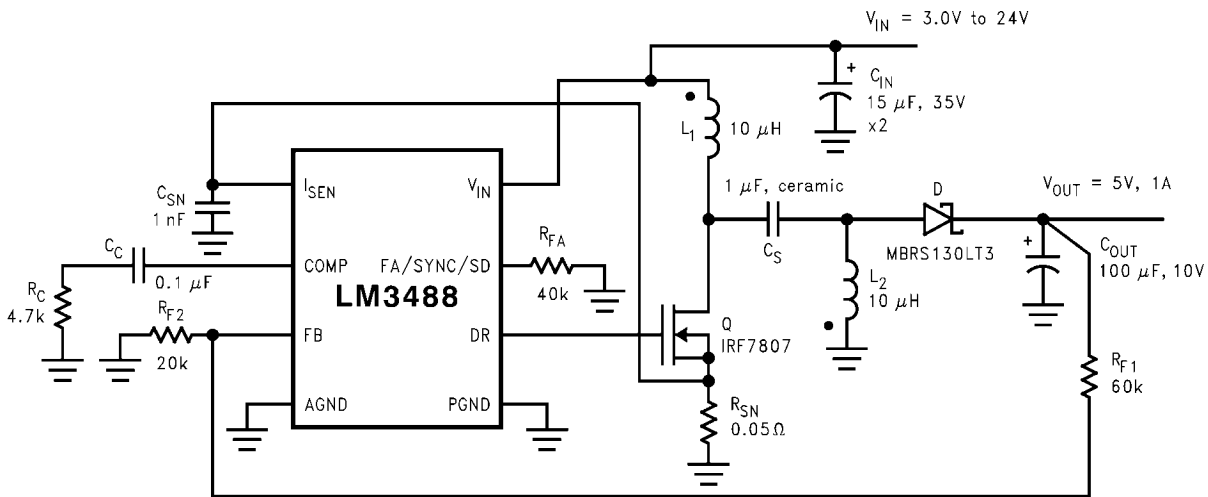 V_IN = 3.0V to 24V
C_IN
15 μF, 35V
x2
L_1
10 μH
I_SEN
V_IN
C_SN
1 nF
1 μF, ceramic
D
V_OUT = 5V, 1A
C_S
MBRS130LT3
C_OUT
100 μF, 10V
C_C
0.1 μF
COMP
FA/SYNC/SD
R_FA
40k
L_2
10 μH
LM3488
R_C
4.7k
R_F2
20k
FB
DR
Q
IRF7807
R_F1
60k
AGND
PGND
R_SN
0.05Ω